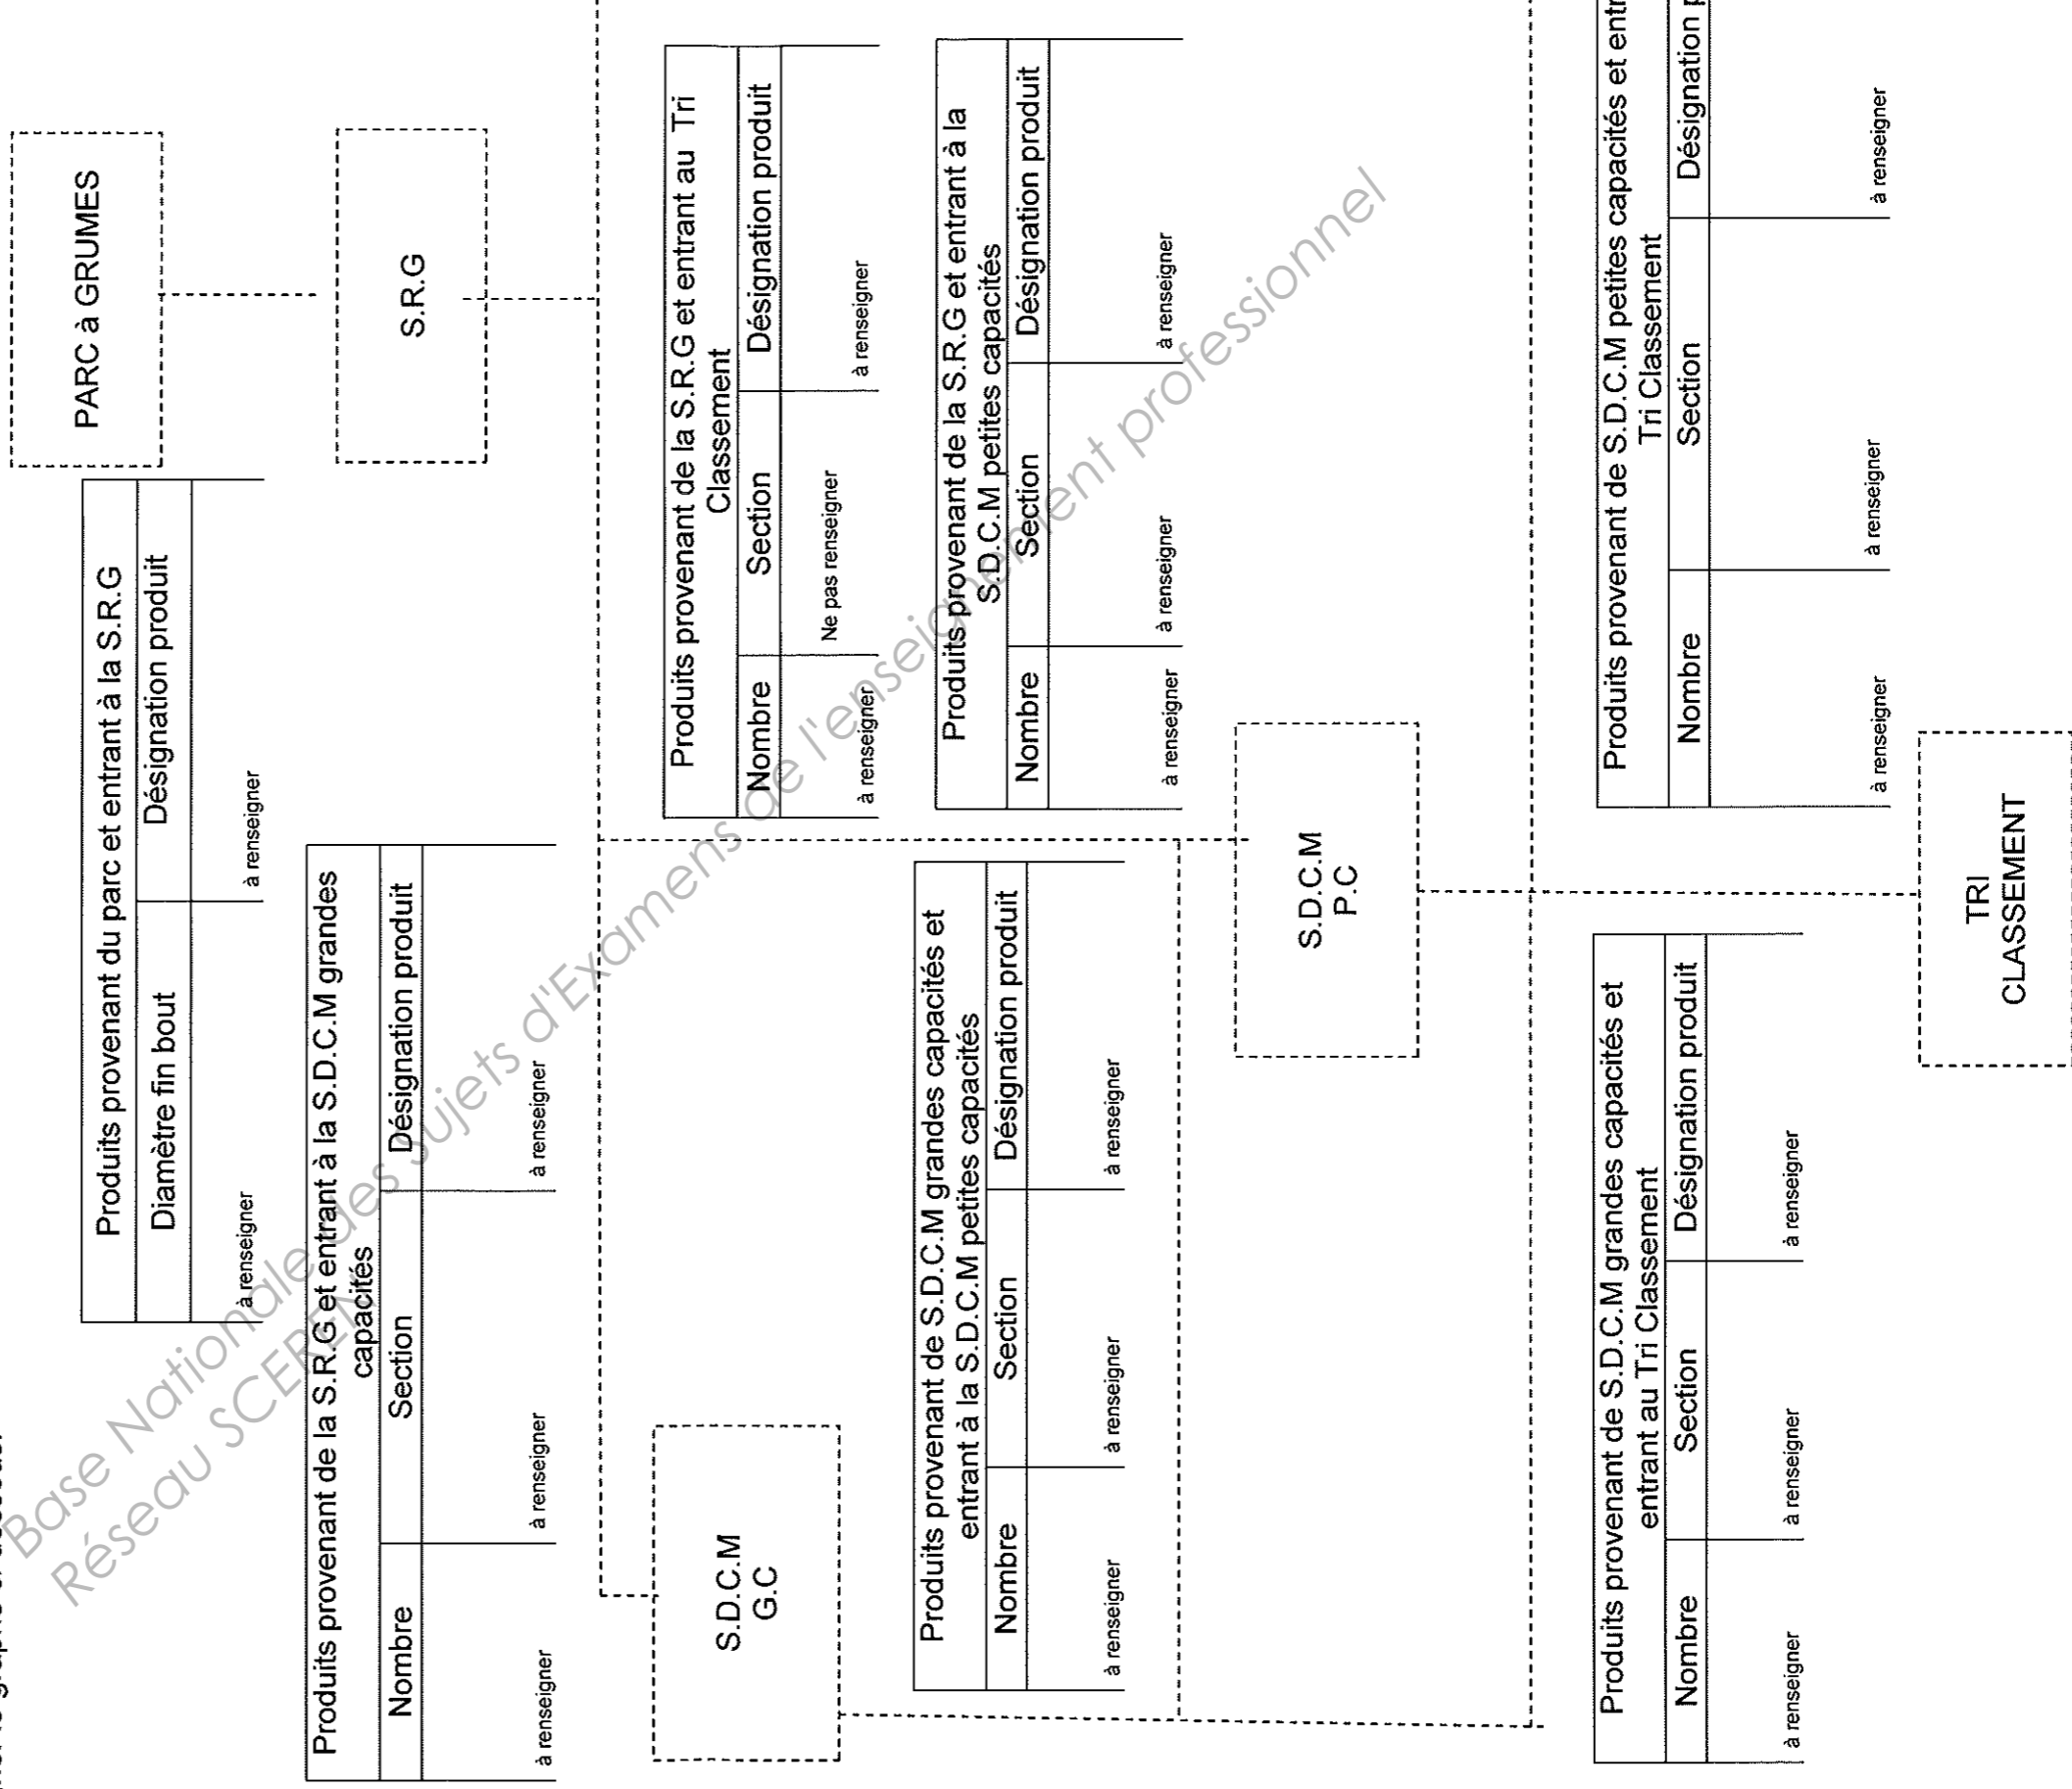 PARC à GRUMES
Produits provenant du parc et entrant à la S.R.G
Diamètre fin bout
Désignation produit
à renseigner
à renseigner
S.R.G
Produits provenant de la S.R.G et entrant à la S.D.C.M grandes
capacités
Nombre
Section
Désignation produit
à renseigner
à renseigner
à renseigner
Produits provenant de la S.R.G et entrant au Tri
Classement
Nombre
Section
Désignation produit
à renseigner
Ne pas renseigner
à renseigner
S.D.C.M
G.C
Produits provenant de la S.R.G et entrant à la
S.D.C.M petites capacités
Nombre
Section
Désignation produit
à renseigner
à renseigner
à renseigner
Produits provenant de S.D.C.M grandes capacités et
entrant à la S.D.C.M petites capacités
Nombre
Section
Désignation produit
à renseigner
à renseigner
à renseigner
S.D.C.M
P.C
Produits provenant de S.D.C.M grandes capacités et
entrant au Tri Classement
Nombre
Section
Désignation produit
à renseigner
à renseigner
à renseigner
Produits provenant de S.D.C.M petites capacités et entr
Tri Classement
Nombre
Section
Désignation p
à renseigner
à renseigner
à renseigner
TRI
CLASSEMENT
Base Nationale des Sujets d'Examens de l'enseignement professionnel
Réseau SCEREN